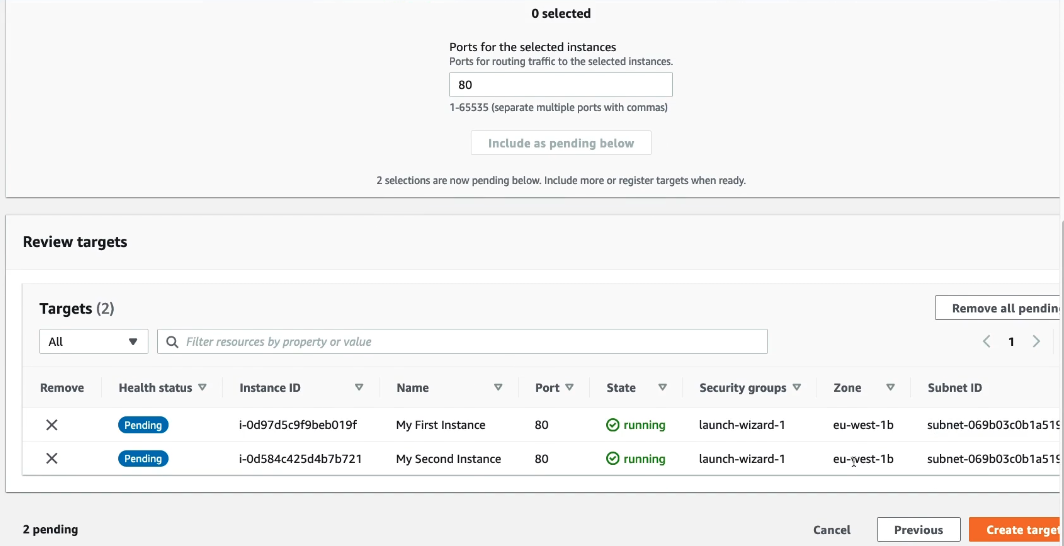 0 selected
Ports for the selected instances
Ports for routing traffic to the selected instances.
80
1-65535 (separate multiple ports with commas)
Include as pending below
2 selections are now pending below. Include more or register targets when ready.
Review targets
Targets (2)
Remove all pendin
All
Filter resources by property or value
1
Remove Health status Instance ID Name Port State Security groups Zone Subnet ID
Pending i-0d97d5c9f9beb019f My First Instance 80 running launch-wizard-1 eu-west-1b subnet-069b03c0b1a519
Pending i-0d584c425d4b7b721 My Second Instance 80 running launch-wizard-1 eu-west-1b subnet-069b03c0b1a519
2 pending
Cancel Previous Create target